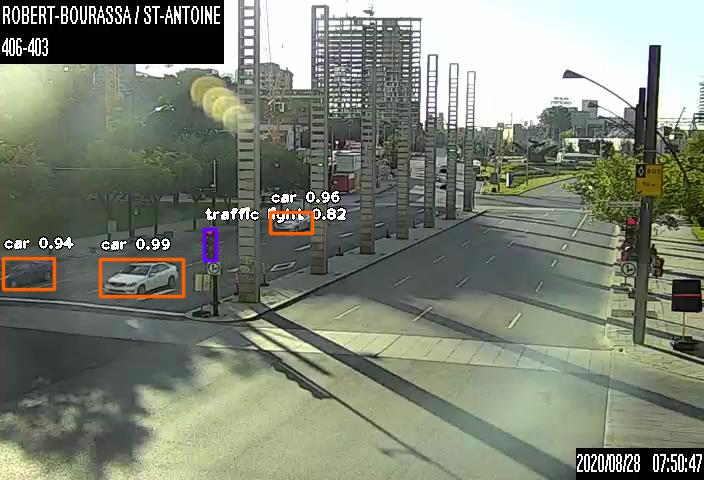 ROBERT-BOURASSA / ST-ANTOINE
406-403
car 0.96
traffic light 0.82
car 0.94
car 0.99
2020/08/28 07:50:47